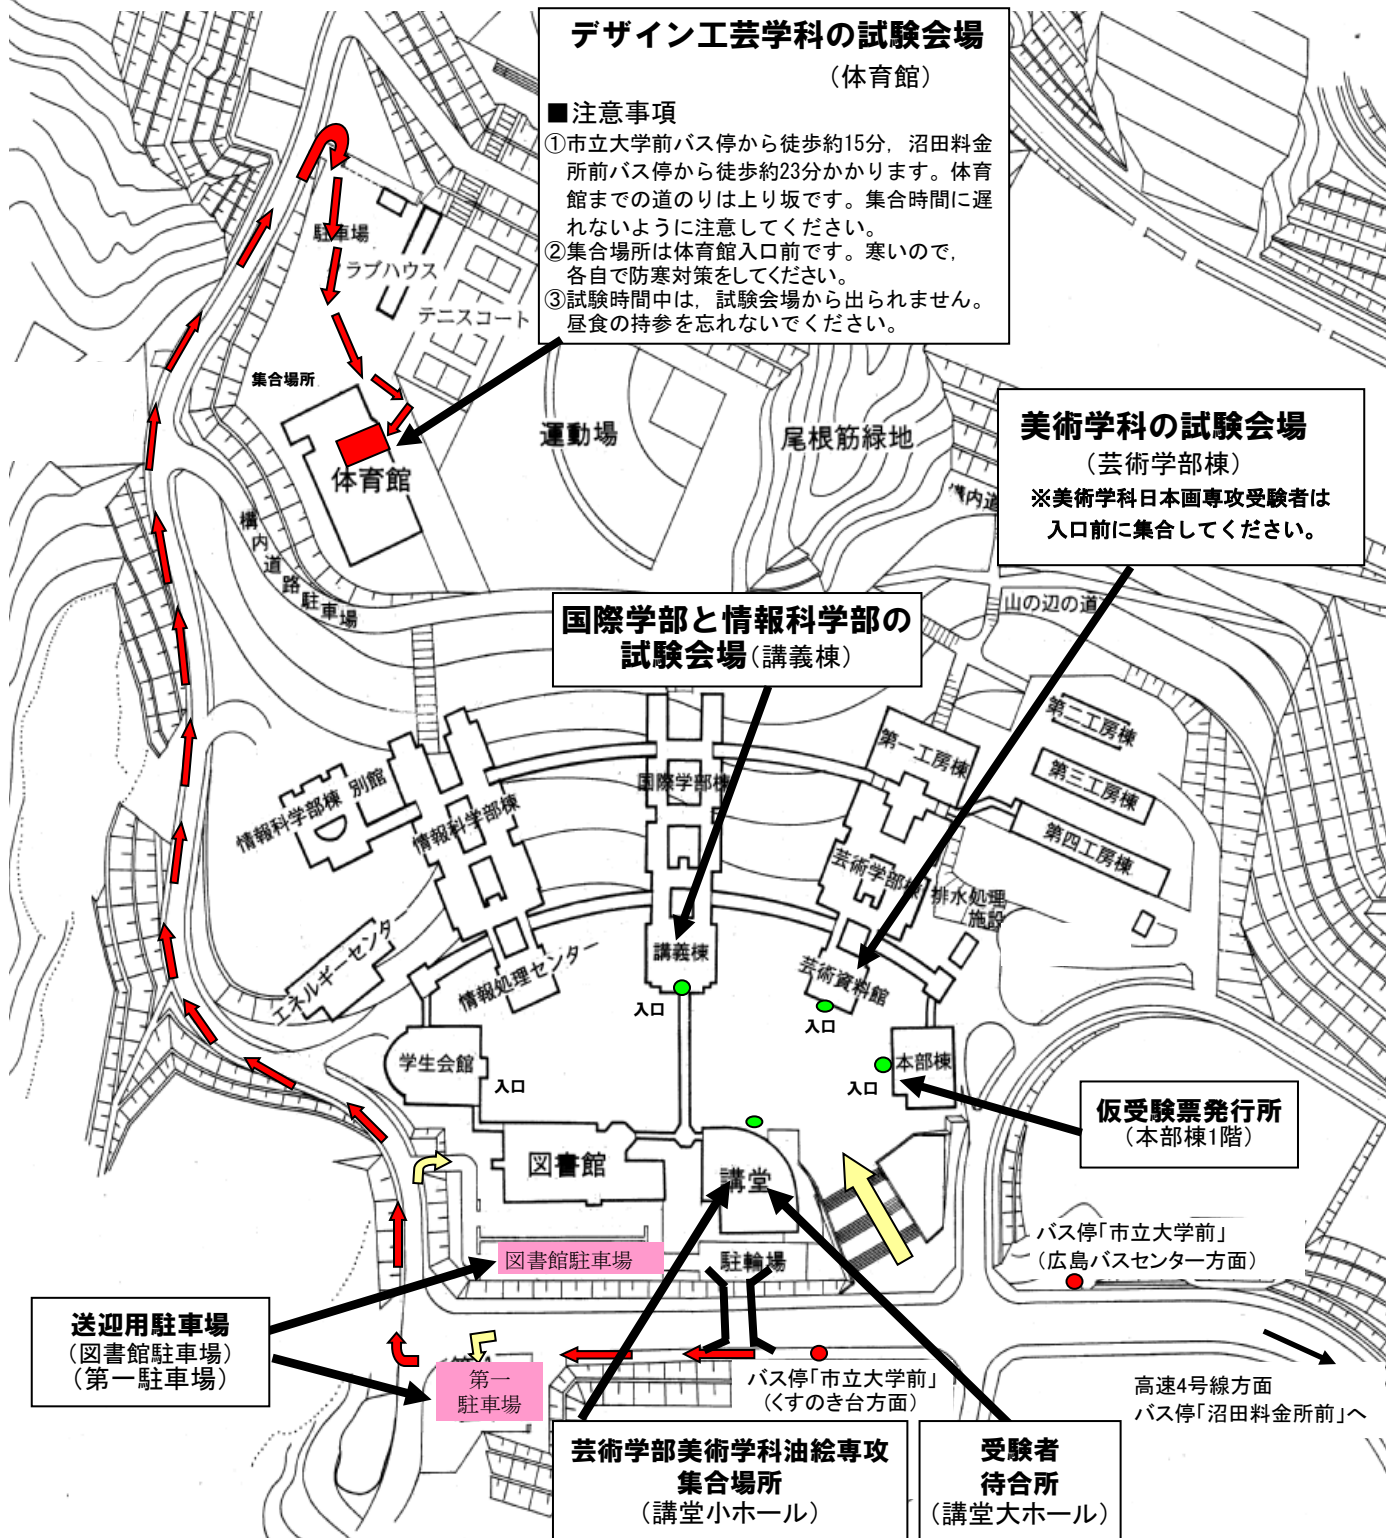 デザイン工芸学科の試験会場
（体育館）
■注意事項
①市立大学前バス停から徒歩約15分，沼田料金
所前バス停から徒歩約23分かかります。体育
館までの道のりは上り坂です。集合時間に遅
れないように注意してください。
②集合場所は体育館入口前です。寒いので，
各自で防寒対策をしてください。
③試験時間中は，試験会場から出られません。
昼食の持参を忘れないでください。
駐車場
クラブハウス
テニスコート
集合場所
体育館
運動場
尾根筋緑地
美術学科の試験会場
（芸術学部棟）
※美術学科日本画専攻受験者は
入口前に集合してください。
構内道
構内道路駐車場
山の辺の道
国際学部と情報科学部の
試験会場（講義棟）
第二工房棟
第一工房棟
第三工房棟
第四工房棟
国際学部棟
情報科学部棟 別館
情報科学部棟
芸術学部棟
排水処理
施設
エネルギーセンター
情報処理センター
講義棟
芸術資料館
入口
入口
学生会館
入口
本部棟
入口
仮受験票発行所
（本部棟1階）
図書館
講堂
バス停「市立大学前」
（広島バスセンター方面）
図書館駐車場
駐輪場
送迎用駐車場
（図書館駐車場）
（第一駐車場）
第一
駐車場
バス停「市立大学前」
（くすのき台方面）
高速4号線方面
バス停「沼田料金所前」へ
芸術学部美術学科油絵専攻
集合場所
（講堂小ホール）
受験者
待合所
（講堂大ホール）